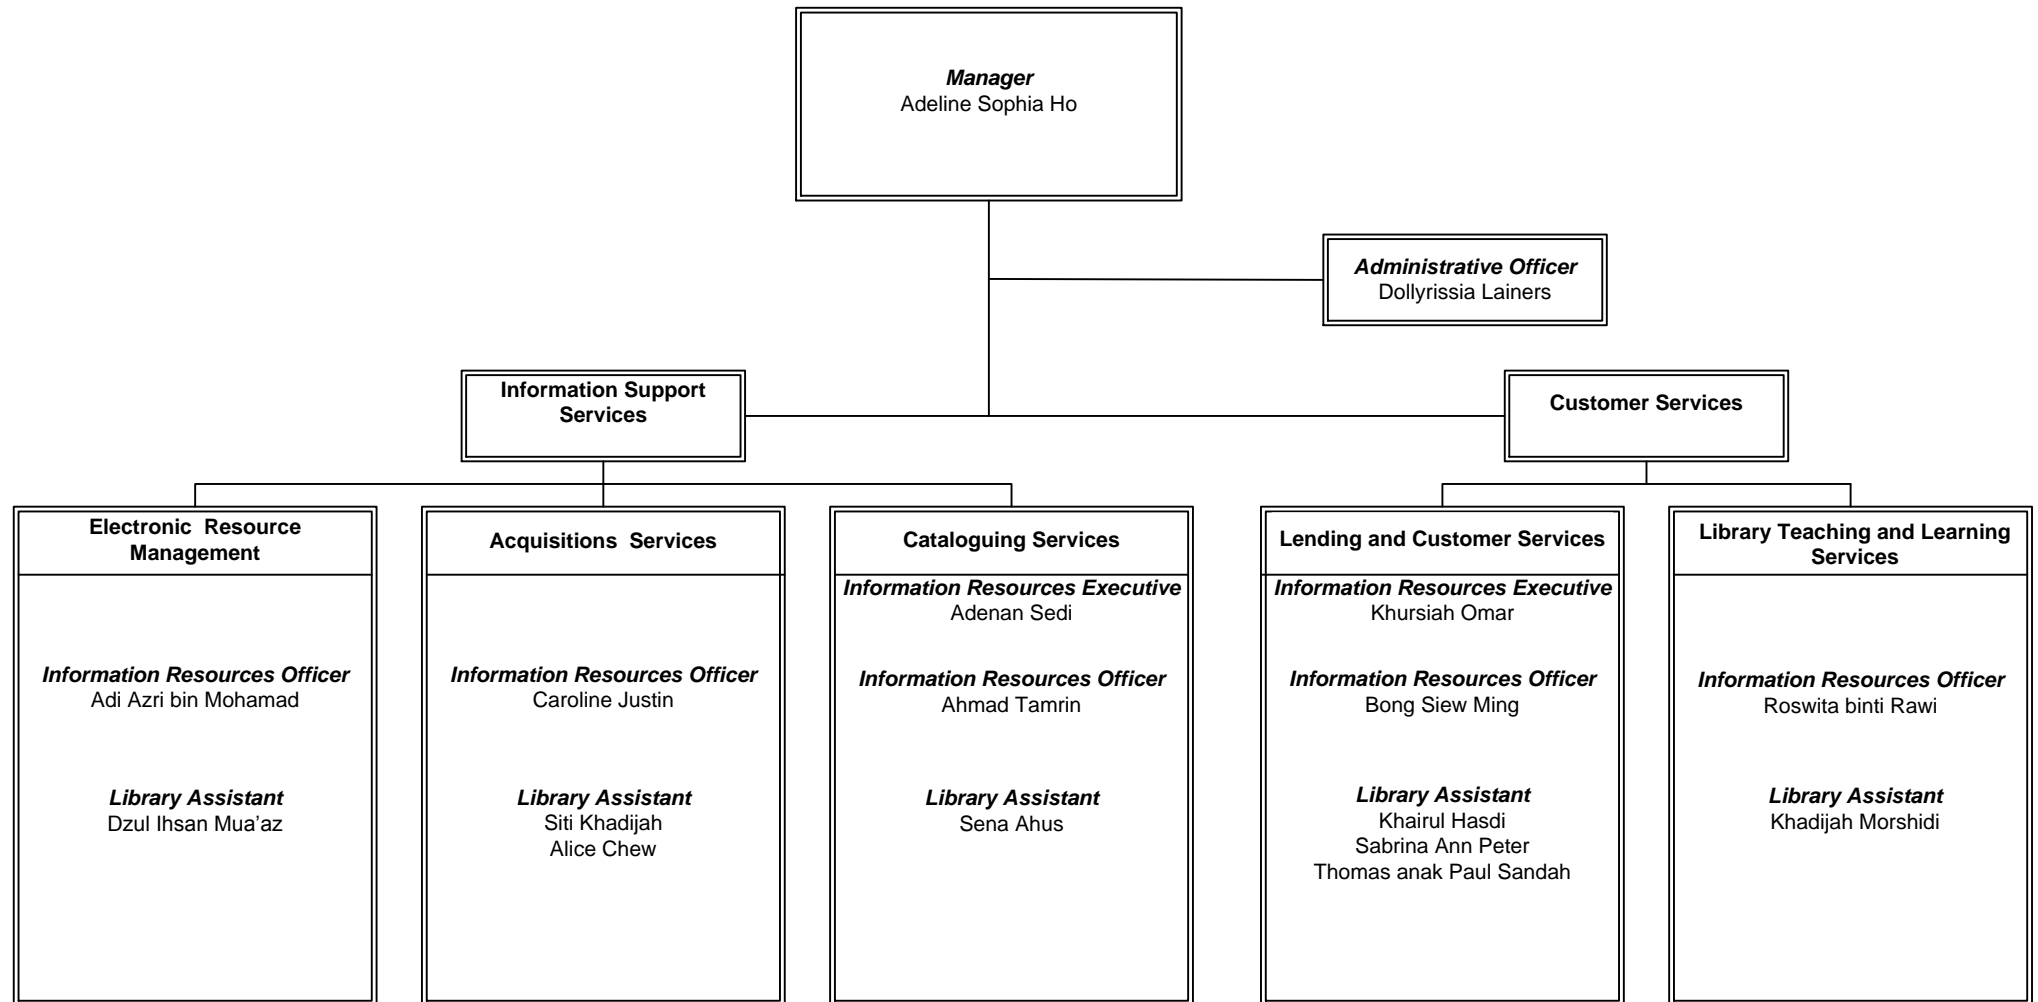 Manager
Adeline Sophia Ho
Administrative Officer
Dollyrissia Lainers
Information Support
Services
Customer Services
Electronic Resource
Management
Information Resources Officer
Adi Azri bin Mohamad
Library Assistant
Dzul Ihsan Mua’az
Acquisitions Services
Information Resources Officer
Caroline Justin
Library Assistant
Siti Khadijah
Alice Chew
Cataloguing Services
Information Resources Executive
Adenan Sedi
Information Resources Officer
Ahmad Tamrin
Library Assistant
Sena Ahus
Lending and Customer Services
Information Resources Executive
Khursiah Omar
Information Resources Officer
Bong Siew Ming
Library Assistant
Khairul Hasdi
Sabrina Ann Peter
Thomas anak Paul Sandah
Library Teaching and Learning
Services
Information Resources Officer
Roswita binti Rawi
Library Assistant
Khadijah Morshidi